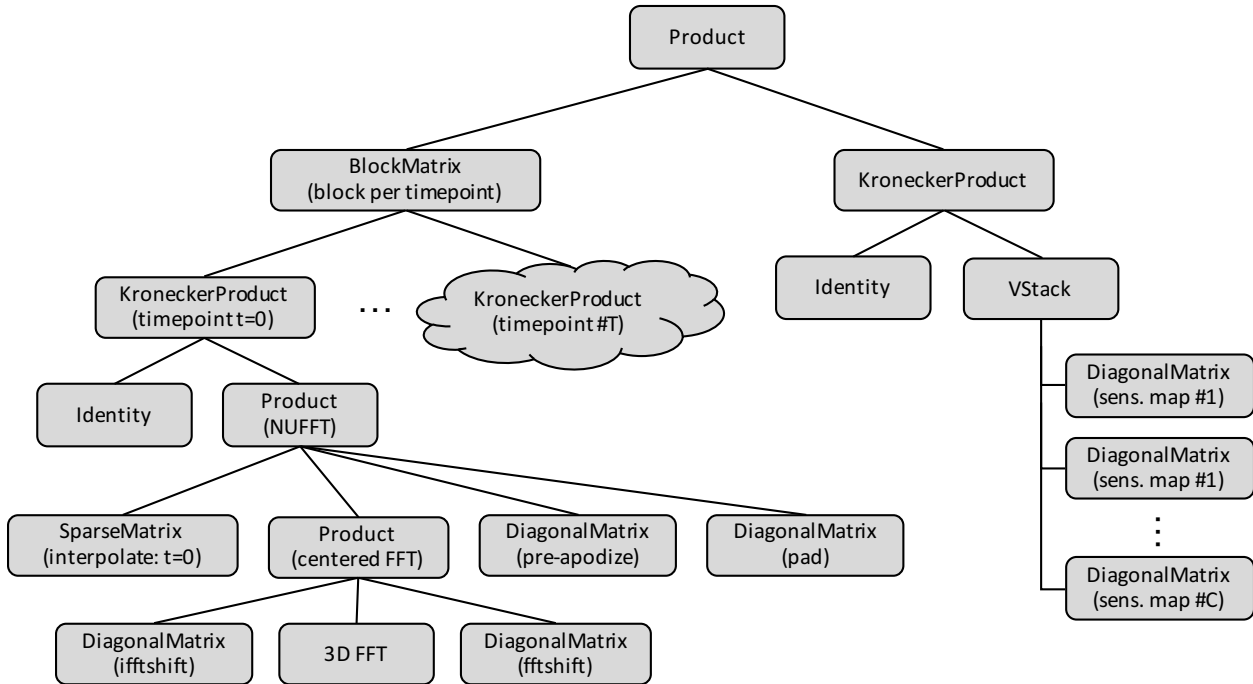 Product
BlockMatrix
(block per timepoint)
KroneckerProduct
KroneckerProduct
(timepoint t=0)
...
KroneckerProduct
(timepoint #T)
Identity
VStack
Identity
Product
(NUFFT)
DiagonalMatrix
(sens. map #1)
DiagonalMatrix
(sens. map #1)
⋮
DiagonalMatrix
(sens. map #C)
SparseMatrix
(interpolate: t=0)
Product
(centered FFT)
DiagonalMatrix
(pre-apodize)
DiagonalMatrix
(pad)
DiagonalMatrix
(ifftshift)
3D FFT
DiagonalMatrix
(fftshift)